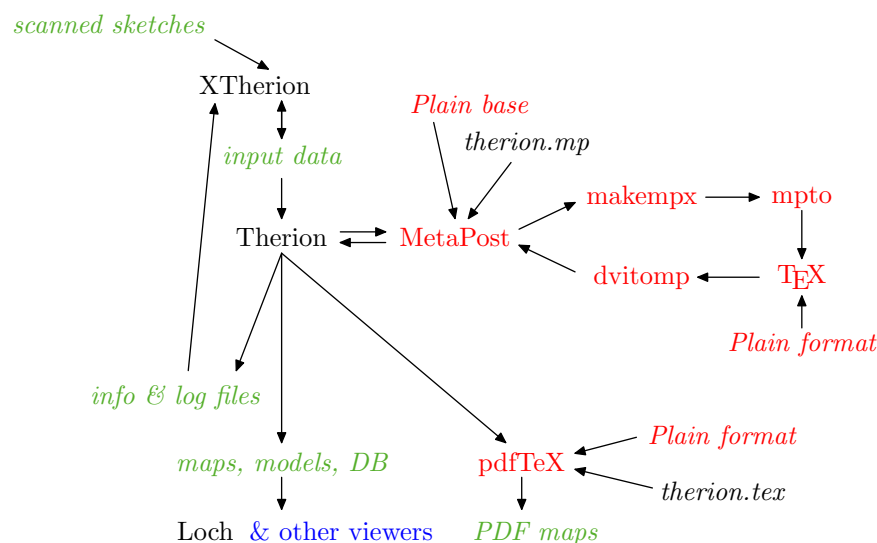 scanned sketches
XTherion
Plain base
therion.mp
input data
makempx
mpto
Therion
MetaPost
dvitomp
TEX
Plain format
info & log files
Plain format
maps, models, DB
pdfTeX
therion.tex
Loch & other viewers
PDF maps